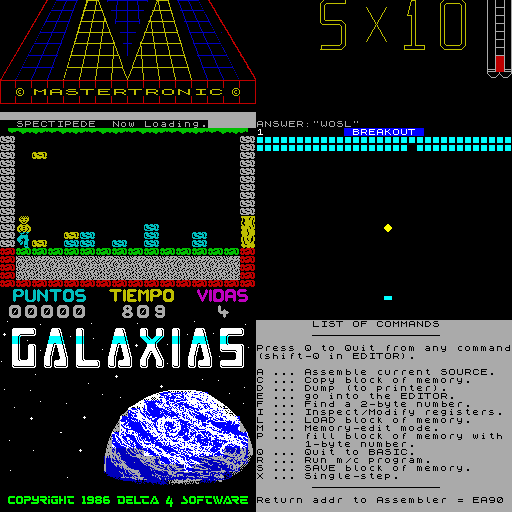 © MASTERTRONIC ©
SPECTIPEDE  Now Loading.
5×10
ANSWER:"WOSL"
1
BREAKOUT
PUNTOS TIEMPO VIDAS
00000 809 4
GALAXIAS
COPYRIGHT 1986 DELTA 4 SOFTWARE
LIST OF COMMANDS
Press Q to Quit from any command
(shift-Q in EDITOR).
A ... Assemble current SOURCE.
C ... Copy block of memory.
D ... Dump (to printer).
E ... go into the EDITOR.
F ... Find a 2-byte number.
I ... Inspect/Modify registers.
L ... LOAD block of memory.
M ... Memory-edit mode.
P ... fill block of memory with
1-byte number.
Q ... Quit to BASIC.
R ... Run m/c program.
S ... SAVE block of memory.
X ... Single-step.
Return addr to Assembler = EA90